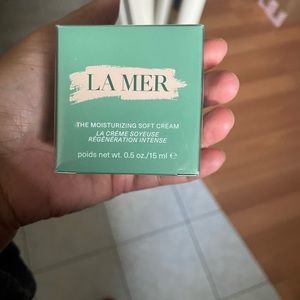 LA MER
THE MOISTURIZING SOFT CREAM
LA CRÈME SOYEUSE
RÉGÉNÉRATION INTENSE
poids net wt. 0.5 oz./15 ml ℮